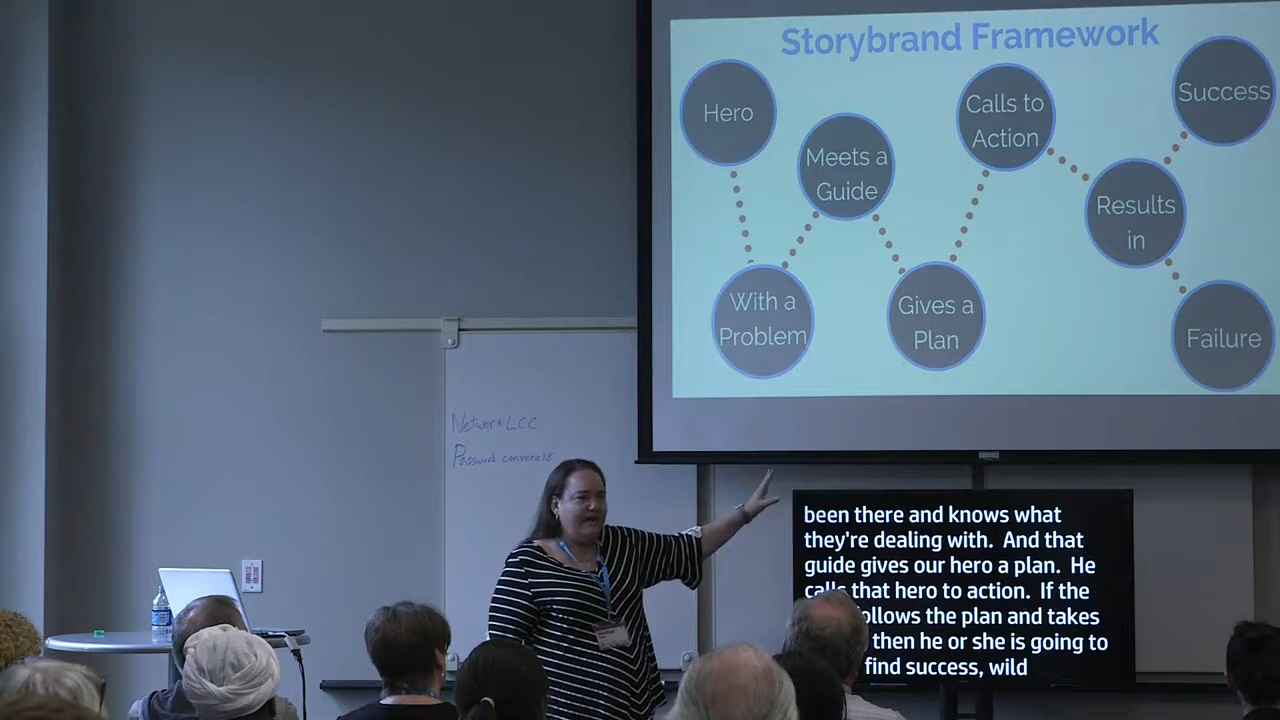 Storybrand Framework
Hero
With a
Problem
Meets a
Guide
Gives a
Plan
Calls to
Action
Results
in
Success
Failure
Network: LCC
Password: convene18
been there and knows what
they're dealing with. And that
guide gives our hero a plan. He
that hero to action. If the
follows the plan and takes
then he or she is going to
find success, wild